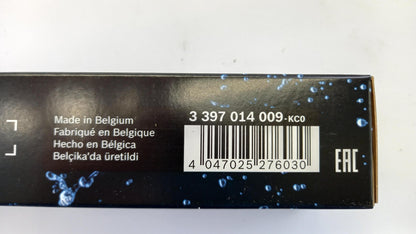 Made in Belgium
Fabriqué en Belgique
Hecho en Bélgica
Belçika'da üretildi
3 397 014 009-KC0
4 047025 276030
EAC